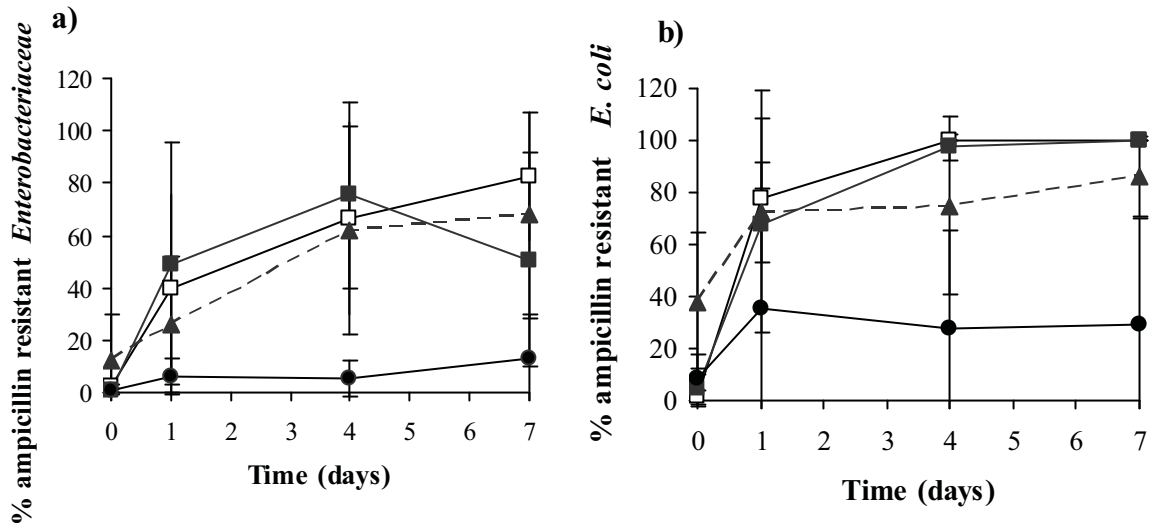 a)
% ampicillin resistant Enterobacteriaceae
120
100
80
60
40
20
0
0 1 2 3 4 5 6 7
Time (days)
b)
% ampicillin resistant E. coli
120
100
80
60
40
20
0
0 1 2 3 4 5 6 7
Time (days)